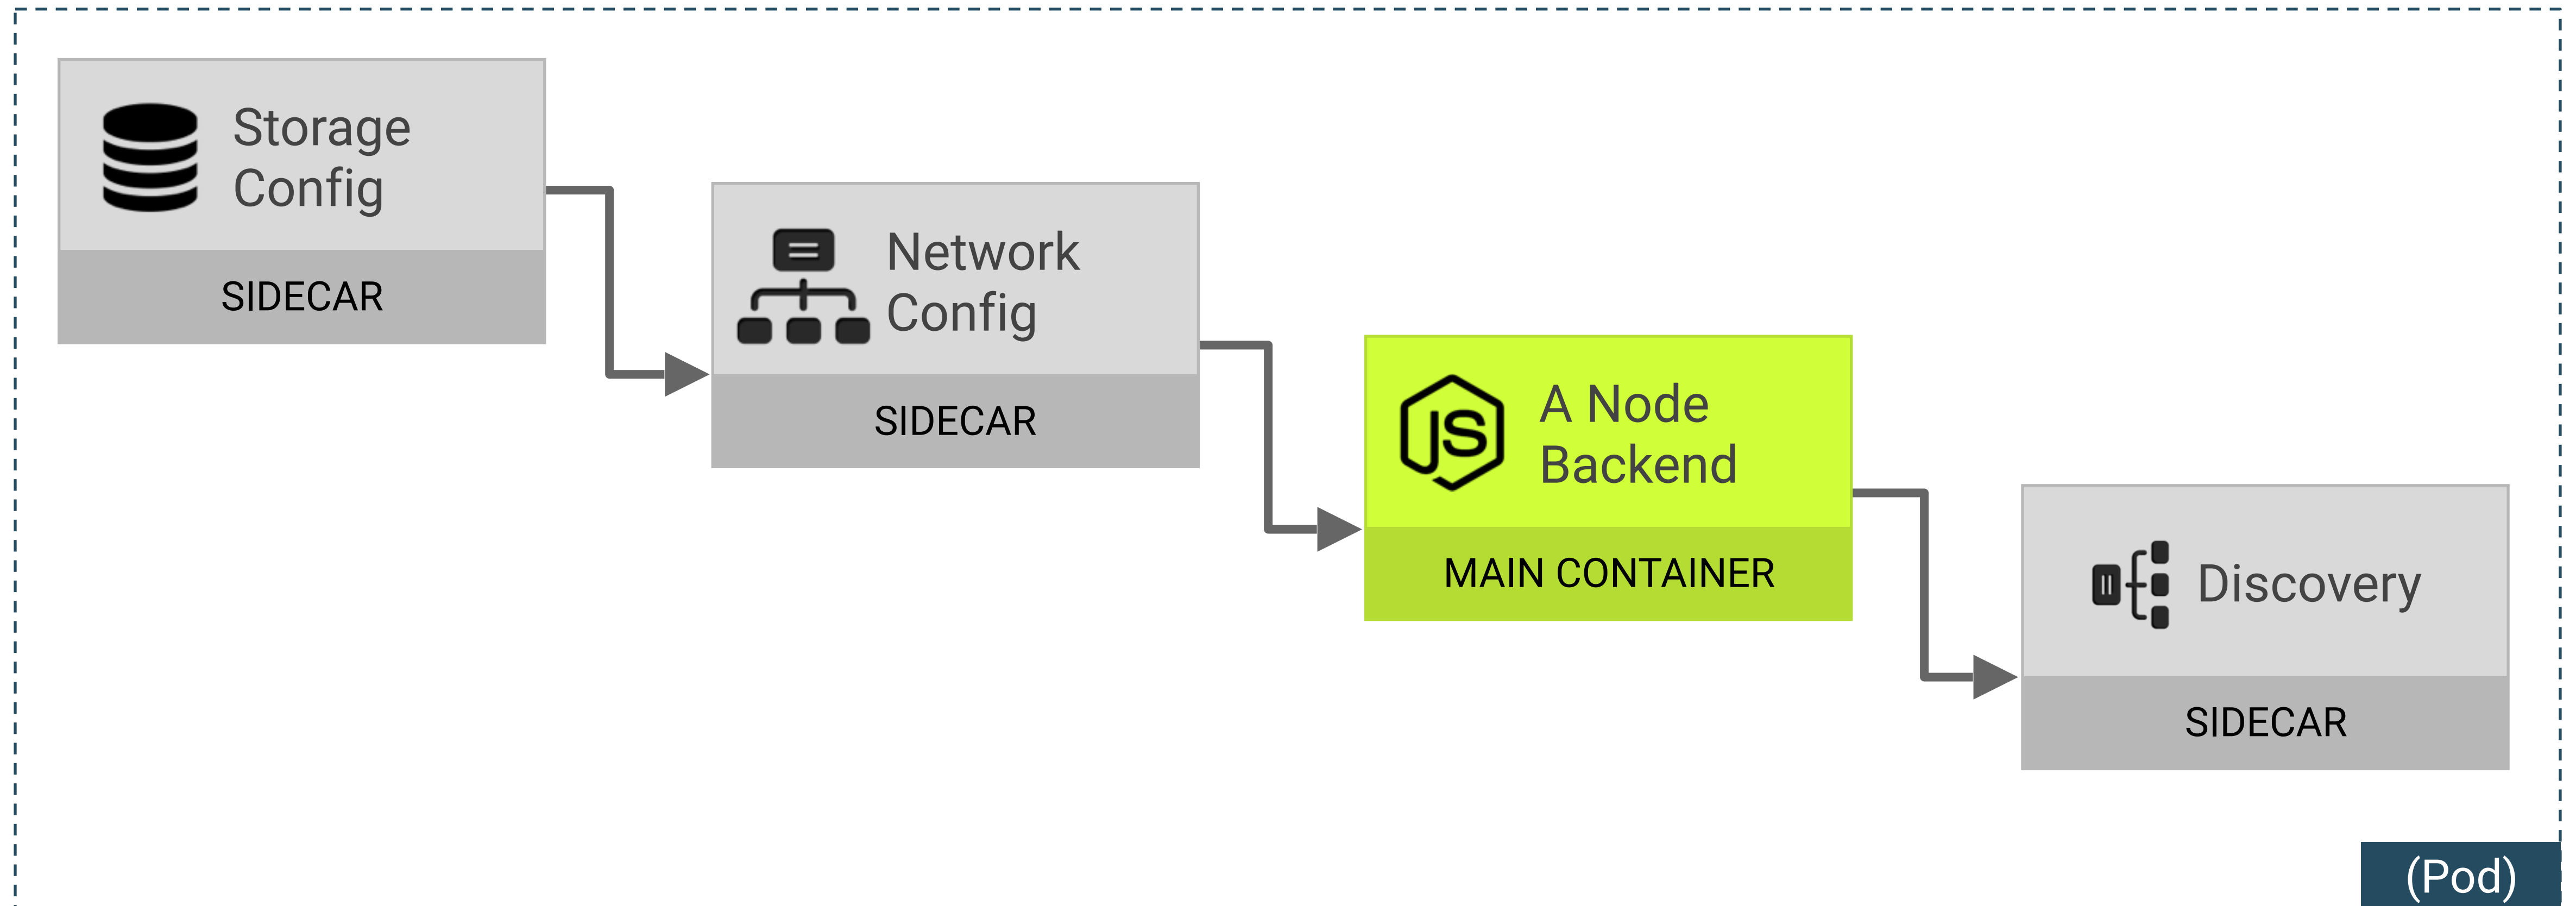 Storage
Config
SIDECAR
Network
Config
SIDECAR
JS
A Node
Backend
MAIN CONTAINER
Discovery
SIDECAR
(Pod)